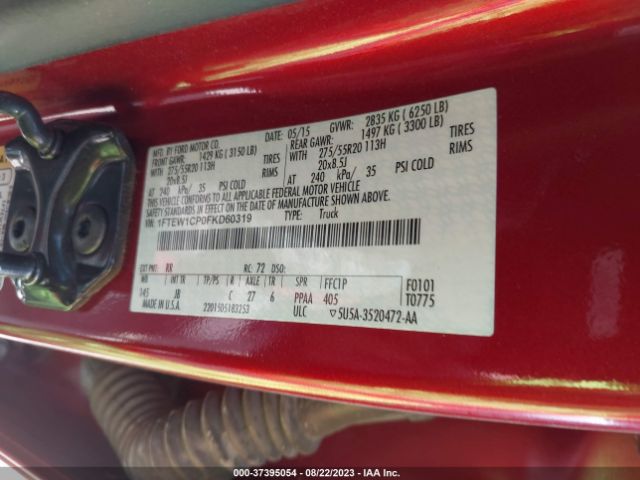 MFD. BY FORD MOTOR CO.
DATE: 05/15 GVWR: 2835 KG ( 6250 LB)
FRONT GAWR: 1429 KG ( 3150 LB) REAR GAWR: 1497 KG ( 3300 LB)
WITH 275/55R20 113H TIRES WITH 275/55R20 113H TIRES
20x8.5J RIMS 20x8.5J RIMS
AT 240 kPa/ 35 PSI COLD AT 240 kPa/ 35 PSI COLD
THIS VEHICLE CONFORMS TO ALL APPLICABLE FEDERAL MOTOR VEHICLE
SAFETY STANDARDS IN EFFECT ON THE DATE OF MANUFACTURE SHOWN ABOVE.
VIN: 1FTEW1CP0FKD60319 TYPE: Truck
EXT PNT: RR RC: 72 DSO:
WB INT TR TP/PS R AXLE TR SPR FFC1P F0101
145 JB C 27 6 PPAA 405 T0775
MADE IN U.S.A. 2201505183253 ULC ▽5U5A-3520472-AA
000-37395054 - 08/22/2023 - IAA Inc.